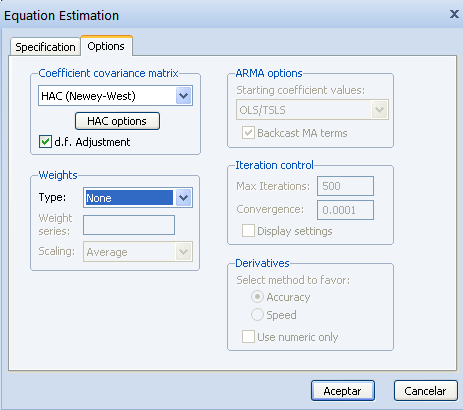 Equation Estimation
Specification Options
Coefficient covariance matrix
HAC (Newey-West)
HAC options
d.f. Adjustment
Weights
Type: None
Weight
series:
Scaling: Average
ARMA options
Starting coefficient values:
OLS/TSLS
Backcast MA terms
Iteration control
Max Iterations: 500
Convergence: 0.0001
Display settings
Derivatives
Select method to favor:
Accuracy
Speed
Use numeric only
Aceptar Cancelar